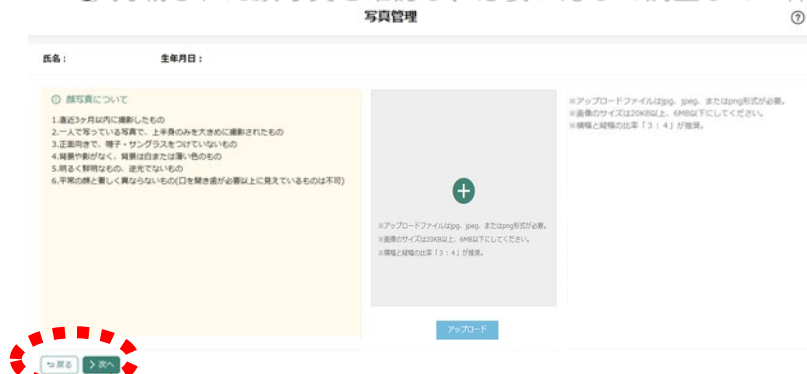 写真管理
氏名：
生年月日：
顔写真について
1.直近3ヶ月以内に撮影したもの
2.一人で写っている写真で、上半身のみを大きめに撮影されたもの
3.正面向きで、帽子・サングラスをつけていないもの
4.背景や影がなく、背景は白または薄い色のもの
5.明るく鮮明なもの、逆光でないもの
6.平常の顔と著しく異ならないもの(口を開き歯が必要以上に見えているものは不可)
※アップロードファイルはjpg、jpeg、またはpng形式が必要。
※画像のサイズは20KB以上、6MB以下にしてください。
※横幅と縦幅の比率「3：4」が推奨。
アップロード
※アップロードファイルはjpg、jpeg、またはpng形式が必要。
※画像のサイズは20KB以上、6MB以下にしてください。
※横幅と縦幅の比率「3：4」が推奨。
戻る
次へ